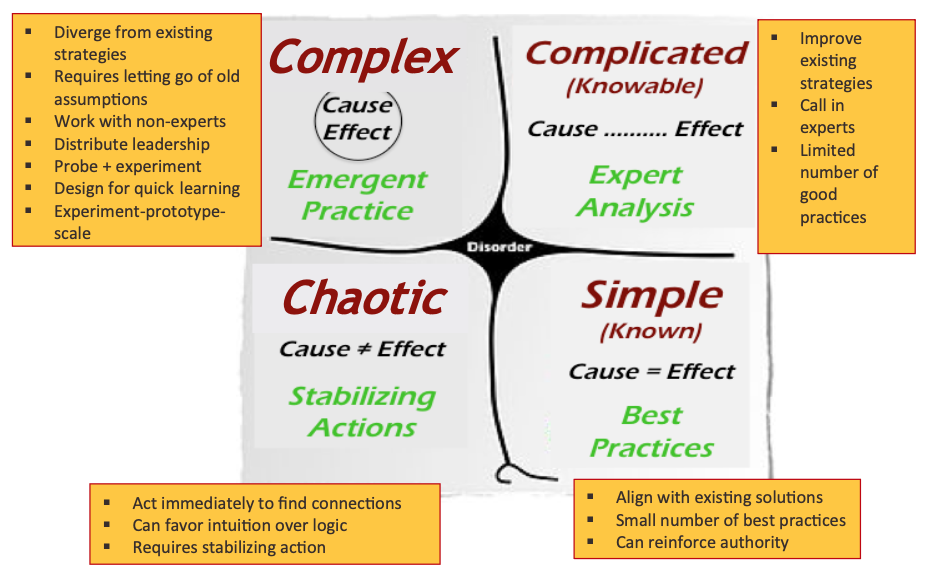 ▪ Diverge from existing
strategies
▪ Requires letting go of old
assumptions
▪ Work with non-experts
▪ Distribute leadership
▪ Probe + experiment
▪ Design for quick learning
▪ Experiment-prototype-
scale
Complex
Cause
Effect
Emergent
Practice
Complicated
(Knowable)
Cause .......... Effect
Expert
Analysis
▪ Improve
existing
strategies
▪ Call in
experts
▪ Limited
number of
good
practices
Disorder
Chaotic
Cause ≠ Effect
Stabilizing
Actions
Simple
(Known)
Cause = Effect
Best
Practices
▪ Act immediately to find connections
▪ Can favor intuition over logic
▪ Requires stabilizing action
▪ Align with existing solutions
▪ Small number of best practices
▪ Can reinforce authority